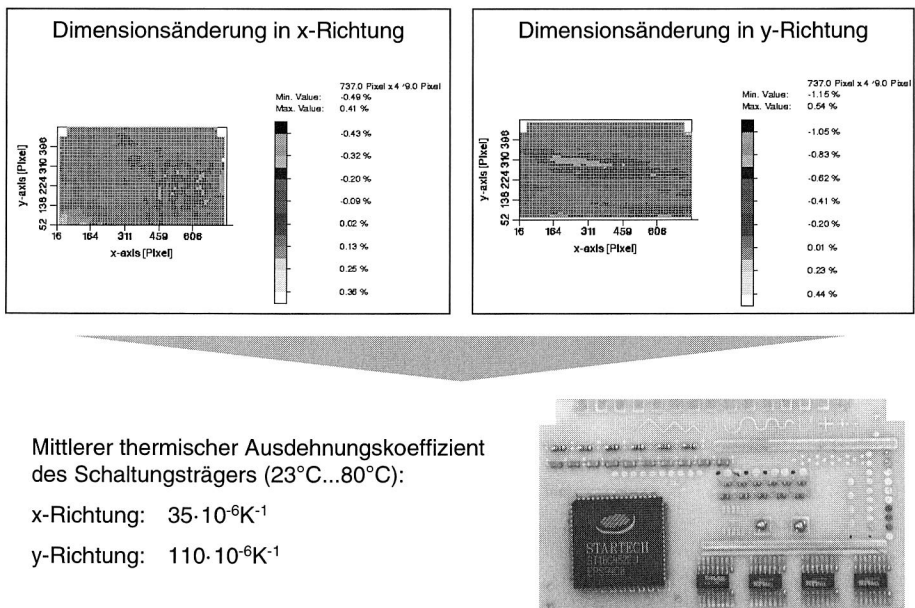 Dimensionsänderung in x-Richtung
737.0 Pixel x 4 9.0 Pixel
Min. Value: -0.49 %
Max. Value: 0.41 %
-0.43 %
-0.32 %
-0.20 %
-0.09 %
0.02 %
0.13 %
0.25 %
0.36 %
y-axis [Pixel]
52 138 224 310 396
16 164 311 459 606
x-axis [Pixel]
Dimensionsänderung in y-Richtung
737.0 Pixel x 4 9.0 Pixel
Min. Value: -1.15 %
Max. Value: 0.54 %
-1.05 %
-0.83 %
-0.62 %
-0.41 %
-0.20 %
0.01 %
0.23 %
0.44 %
y-axis [Pixel]
52 138 224 310 396
16 164 311 459 606
x-axis [Pixel]
Mittlerer thermischer Ausdehnungskoeffizient
des Schaltungsträgers (23°C...80°C):
x-Richtung: 35·10⁻⁶K⁻¹
y-Richtung: 110·10⁻⁶K⁻¹
STARTECH